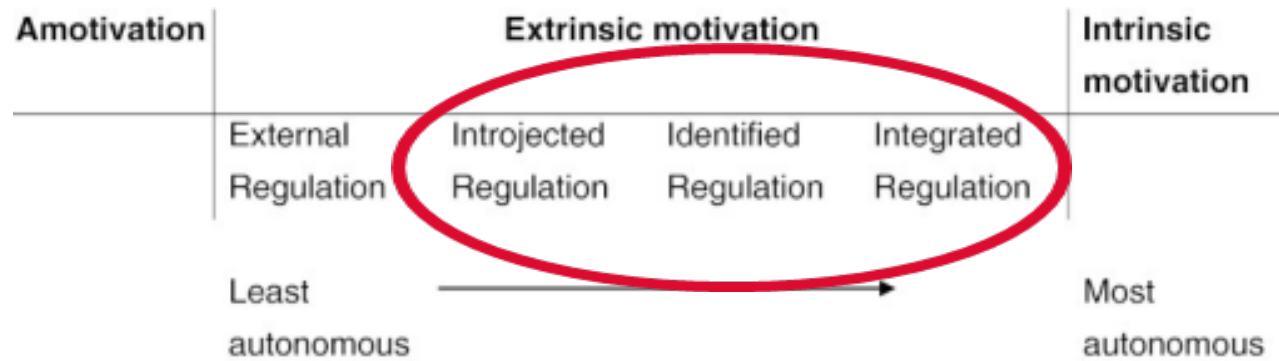 Amotivation Extrinsic motivation Intrinsic
motivation
External Introjected Identified Integrated
Regulation Regulation Regulation Regulation
Least Most
autonomous autonomous